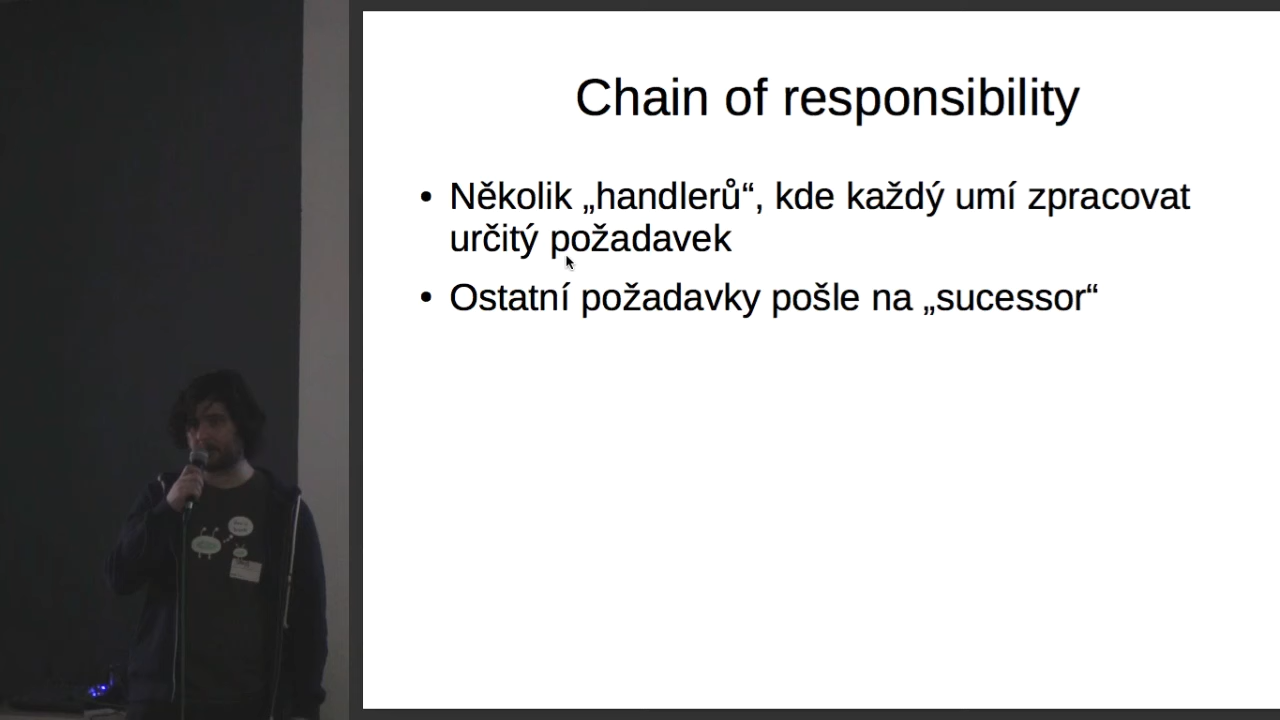 Chain of responsibility
• Několik „handlerů“, kde každý umí zpracovat
určitý požadavek
• Ostatní požadavky pošle na „sucessor“